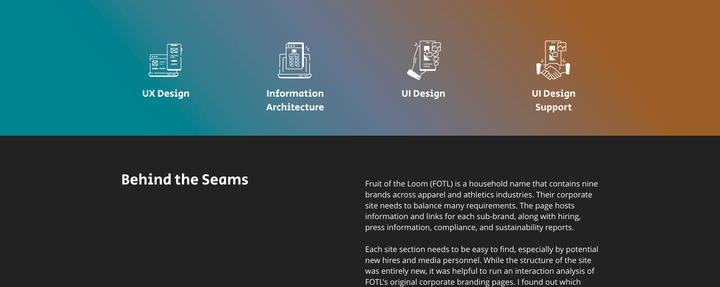 UX Design
Information
Architecture
UI Design
UI Design
Support
Behind the Seams
Fruit of the Loom (FOTL) is a household name that contains nine
brands across apparel and athletics industries. Their corporate
site needs to balance many requirements. The page hosts
information and links for each sub-brand, along with hiring,
press information, compliance, and sustainability reports.
Each site section needs to be easy to find, especially by potential
new hires and media personnel. While the structure of the site
was entirely new, it was helpful to run an interaction analysis of
FOTL's original corporate branding pages. I found out which